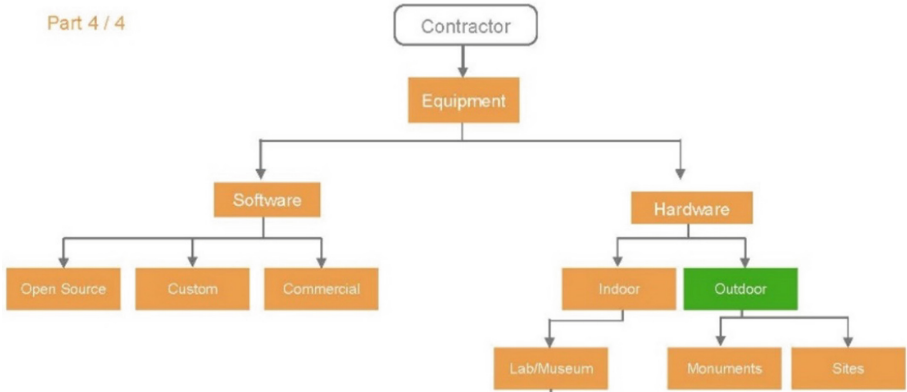 Part 4 / 4
Contractor
Equipment
Software
Hardware
Open Source
Custom
Commercial
Indoor
Outdoor
Lab/Museum
Monuments
Sites